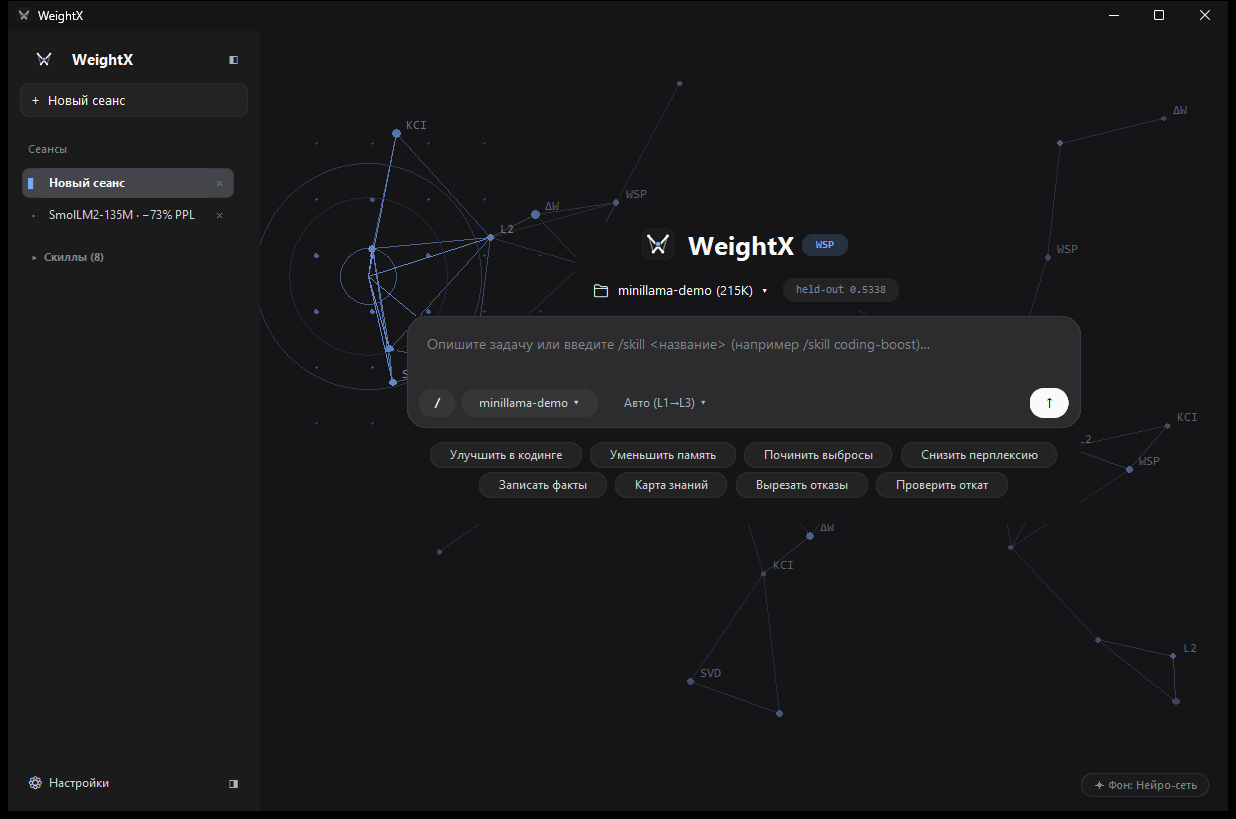 WeightX
WeightX
+ Новый сеанс
Сеансы
Новый сеанс ×
· SmolLM2-135M · −73% PPL ×
▸ Скиллы (8)
Настройки
KCI
ΔW
WSP
L2
ΔW
WSP
WeightX WSP
minillama-demo (215K) ▾ held-out 0.5338
Опишите задачу или введите /skill <название> (например /skill coding-boost)...
/ minillama-demo ▾ Авто (L1→L3) ▾ ↑
Улучшить в кодинге Уменьшить память Починить выбросы Снизить перплексию
Записать факты Карта знаний Вырезать отказы Проверить откат
KCI
WSP
ΔW
KCI
SVD
L2
Фон: Нейро-сеть